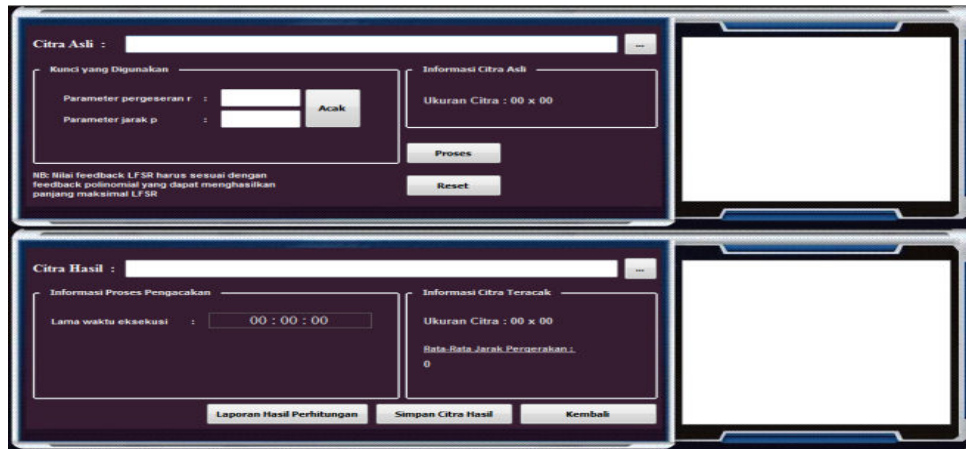 Citra Asli :
...
Kunci yang Digunakan
Parameter pergeseran r :
Parameter jarak p :
Acak
Informasi Citra Asli
Ukuran Citra : 00 x 00
Proses
Reset
NB: Nilai feedback LFSR harus sesuai dengan
feedback polinomial yang dapat menghasilkan
panjang maksimal LFSR
Citra Hasil :
...
Informasi Proses Pengacakan
Lama waktu eksekusi : 00 : 00 : 00
Informasi Citra Teracak
Ukuran Citra : 00 x 00
Rata-Rata Jarak Pergerakan :
0
Laporan Hasil Perhitungan
Simpan Citra Hasil
Kembali